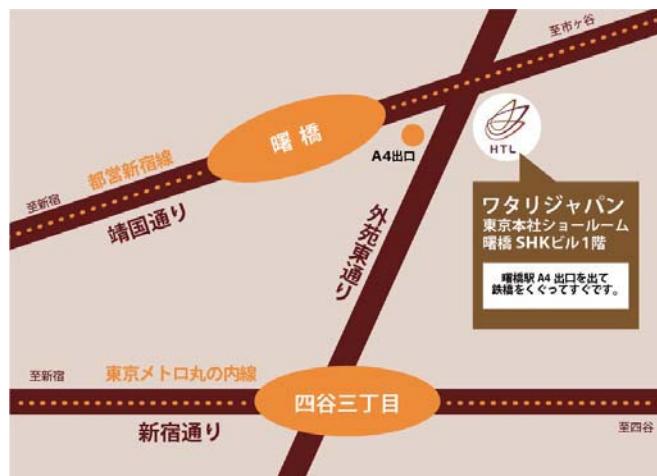 至市ヶ谷
曙橋
A4出口
HTL
都営新宿線
至新宿
靖国通り
外苑東通り
ワタリジャパン
東京本社ショールーム
曙橋 SHKビル1階
曙橋駅 A4 出口を出て
鉄橋をくぐってすぐです。
至新宿
東京メトロ丸の内線
四谷三丁目
新宿通り
至四谷